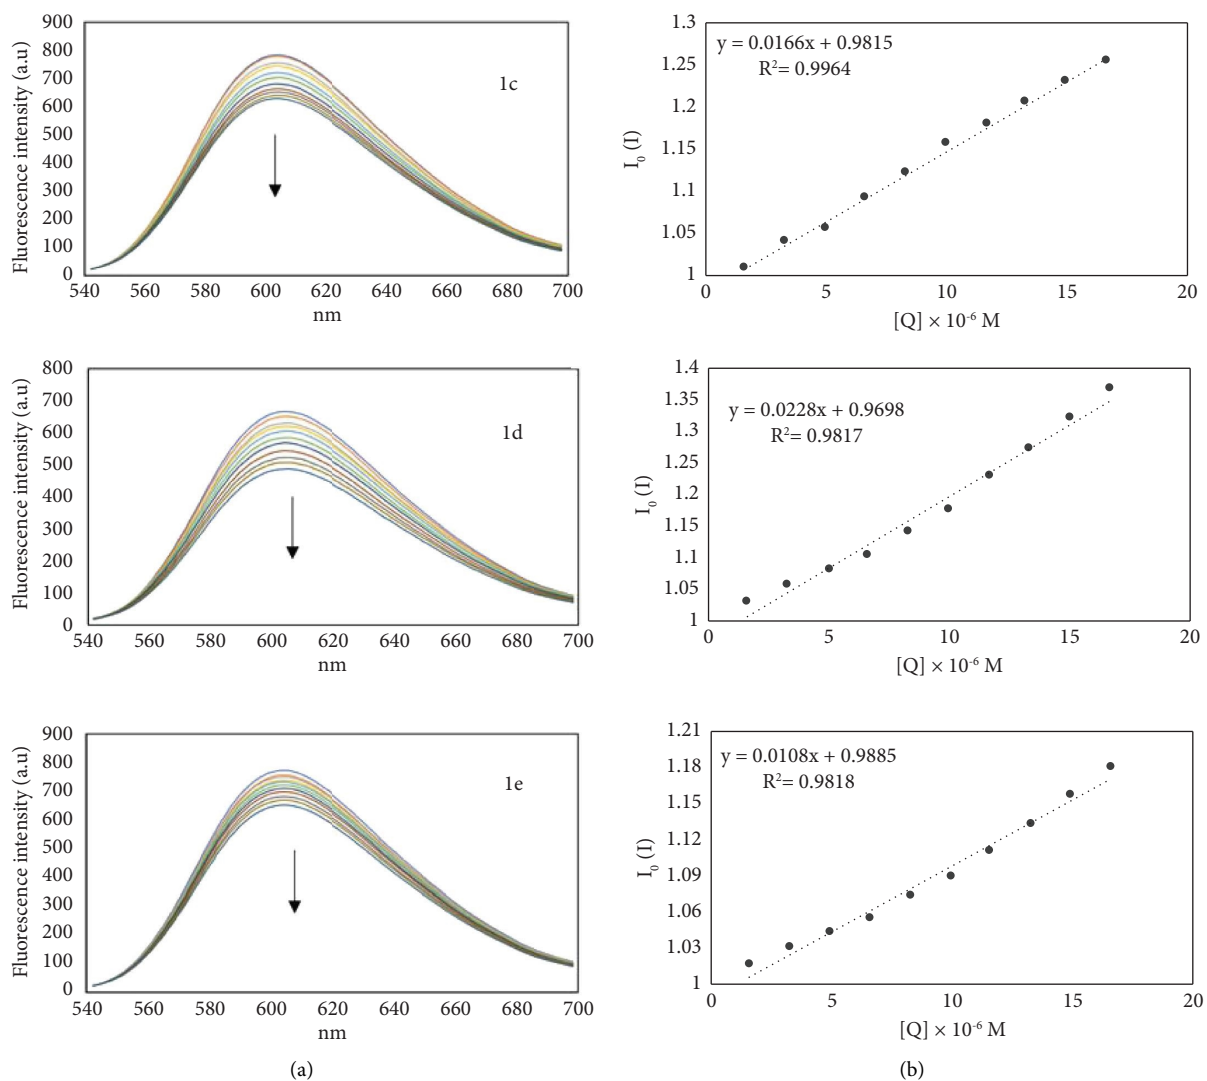 900
800
700
600
500
400
300
200
100
0
Fluorescence intensity (a.u)
1c
540 560 580 600 620 640 660 680 700
nm
1.3
1.25
1.2
1.15
1.1
1.05
1
I0 (I)
y = 0.0166x + 0.9815
R²= 0.9964
0 5 10 15 20
[Q] × 10⁻⁶ M
800
700
600
500
400
300
200
100
0
Fluorescence intensity (a.u)
1d
540 560 580 600 620 640 660 680 700
nm
1.4
1.35
1.3
1.25
1.2
1.15
1.1
1.05
1
I0 (I)
y = 0.0228x + 0.9698
R²= 0.9817
0 5 10 15 20
[Q] × 10⁻⁶ M
900
800
700
600
500
400
300
200
100
0
Fluorescence intensity (a.u)
1e
540 560 580 600 620 640 660 680 700
nm
1.21
1.18
1.15
1.12
1.09
1.06
1.03
1
I0 (I)
y = 0.0108x + 0.9885
R²= 0.9818
0 5 10 15 20
[Q] × 10⁻⁶ M
(a)
(b)